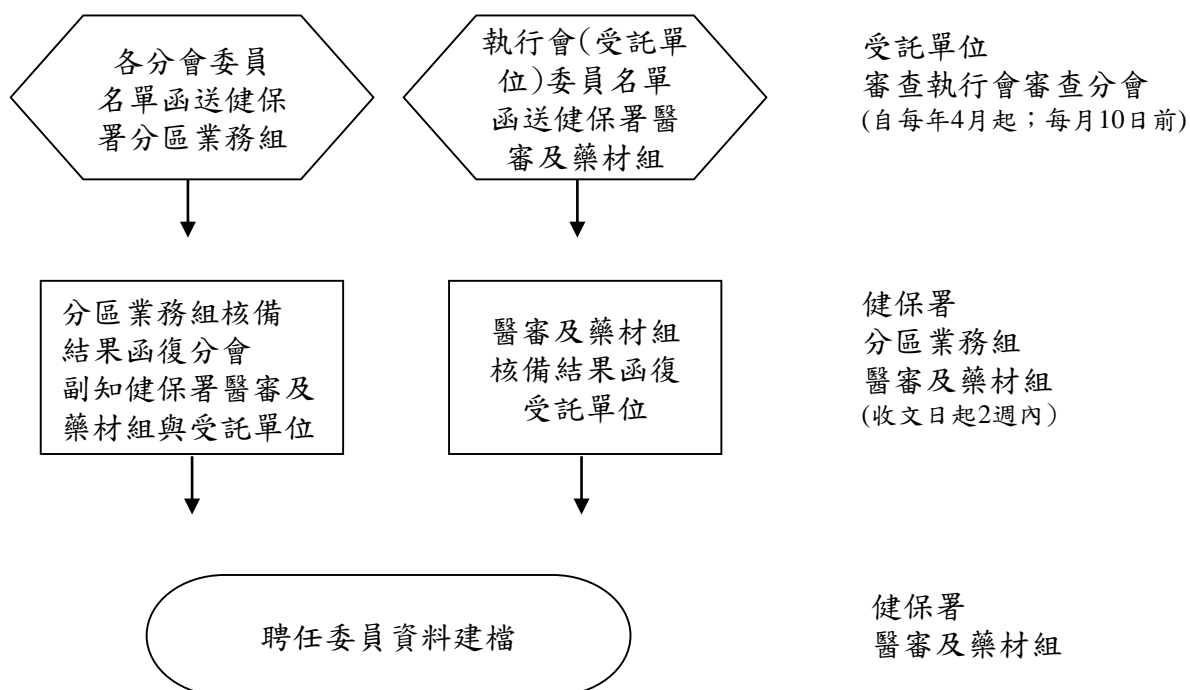 各分會委員
名單函送健保
署分區業務組
執行會(受託單
位)委員名單
函送健保署醫
審及藥材組
受託單位
審查執行會審查分會
(自每年4月起；每月10日前)
分區業務組核備
結果函復分會
副知健保署醫審及
藥材組與受託單位
醫審及藥材組
核備結果函復
受託單位
健保署
分區業務組
醫審及藥材組
(收文日起2週內)
聘任委員資料建檔
健保署
醫審及藥材組